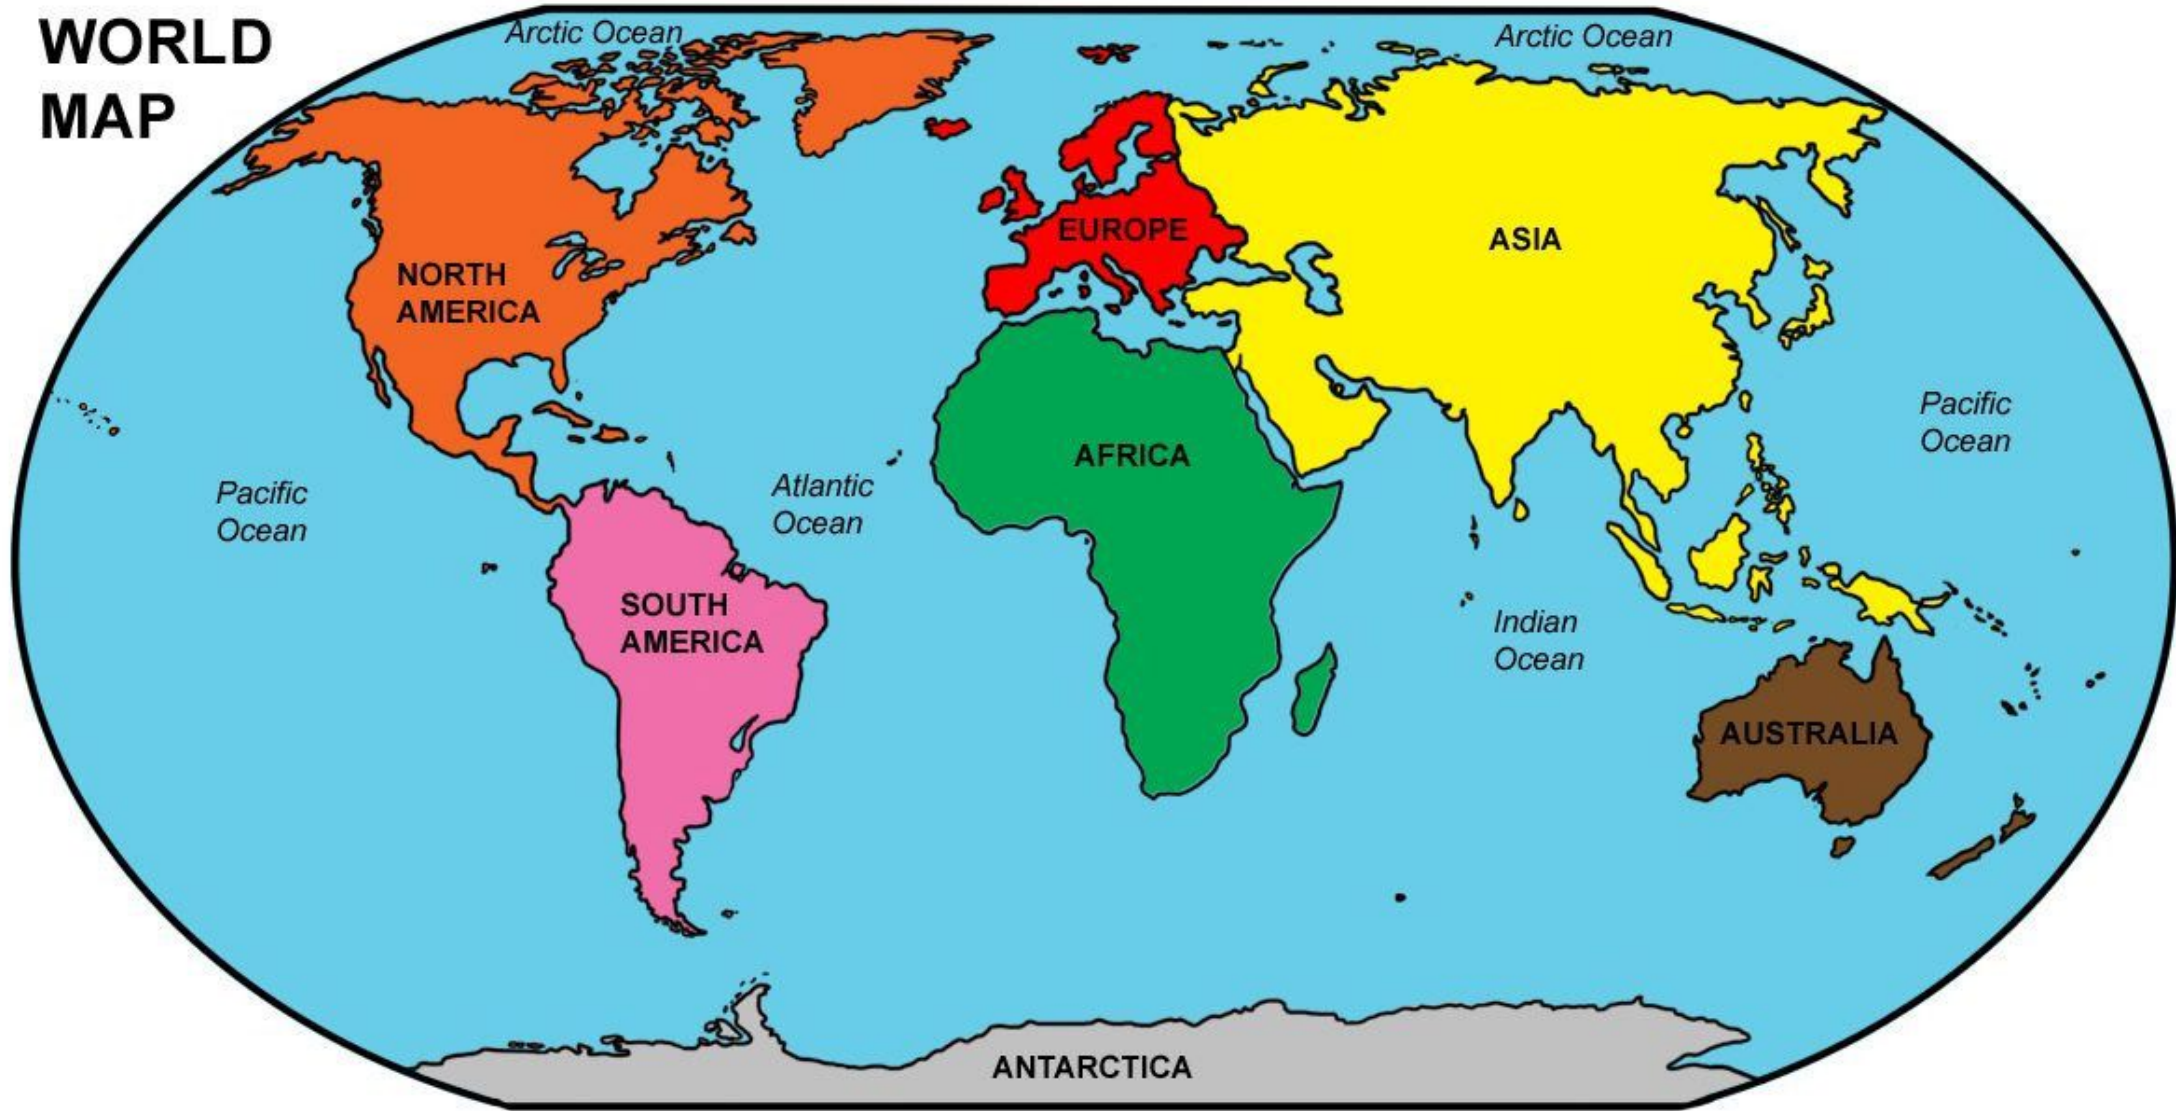 WORLD
MAP
Arctic Ocean
Arctic Ocean
EUROPE
ASIA
NORTH
AMERICA
Pacific
Ocean
AFRICA
Pacific
Ocean
Atlantic
Ocean
SOUTH
AMERICA
Indian
Ocean
AUSTRALIA
ANTARCTICA